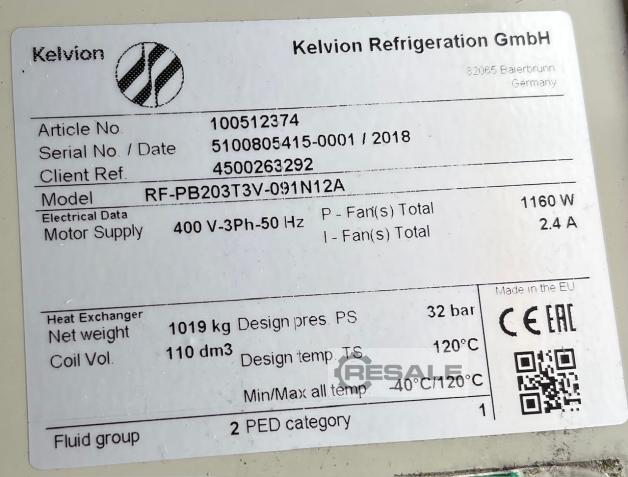 Kelvion
Kelvion Refrigeration GmbH
82065 Baierbrunn
Germany
Article No. 100512374
Serial No. / Date 5100805415-0001 / 2018
Client Ref. 4500263292
Model RF-PB203T3V-091N12A
Electrical Data
Motor Supply 400 V-3Ph-50 Hz P - Fan(s) Total 1160 W
I - Fan(s) Total 2.4 A
Made in the EU
Heat Exchanger
Net weight 1019 kg Design pres. PS 32 bar
Coil Vol. 110 dm3 Design temp. TS 120°C
Min/Max all temp -40°C/120°C
CE EAC
RESALE
Fluid group 2 PED category 1